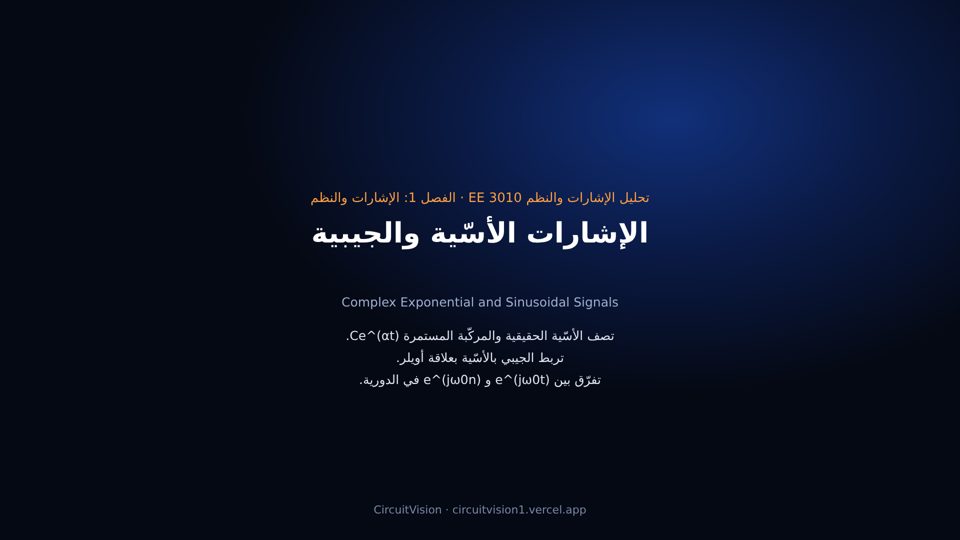 تحليل الإشارات والنظم EE 3010 · الفصل 1: الإشارات والنظم
الإشارات الأسّية والجيبية
Complex Exponential and Sinusoidal Signals
تصف الأسّية الحقيقية والمركّبة المستمرة Ce^(αt).
تربط الجيبي بالأسّية بعلاقة أويلر.
تفرّق بين e^(jω0t) و e^(jω0n) في الدورية.
CircuitVision · circuitvision1.vercel.app